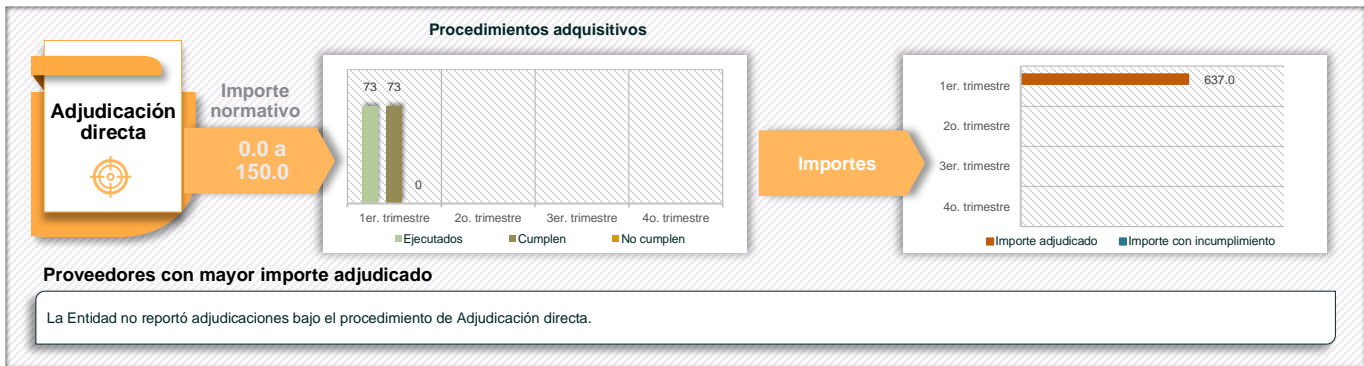 Procedimientos adquisitivos
Adjudicación
directa
Importe
normativo
0.0 a
150.0
73
73
0
1er. trimestre
2o. trimestre
3er. trimestre
4o. trimestre
Ejecutados
Cumplen
No cumplen
Importes
1er. trimestre
637.0
2o. trimestre
3er. trimestre
4o. trimestre
Importe adjudicado
Importe con incumplimiento
Proveedores con mayor importe adjudicado
La Entidad no reportó adjudicaciones bajo el procedimiento de Adjudicación directa.